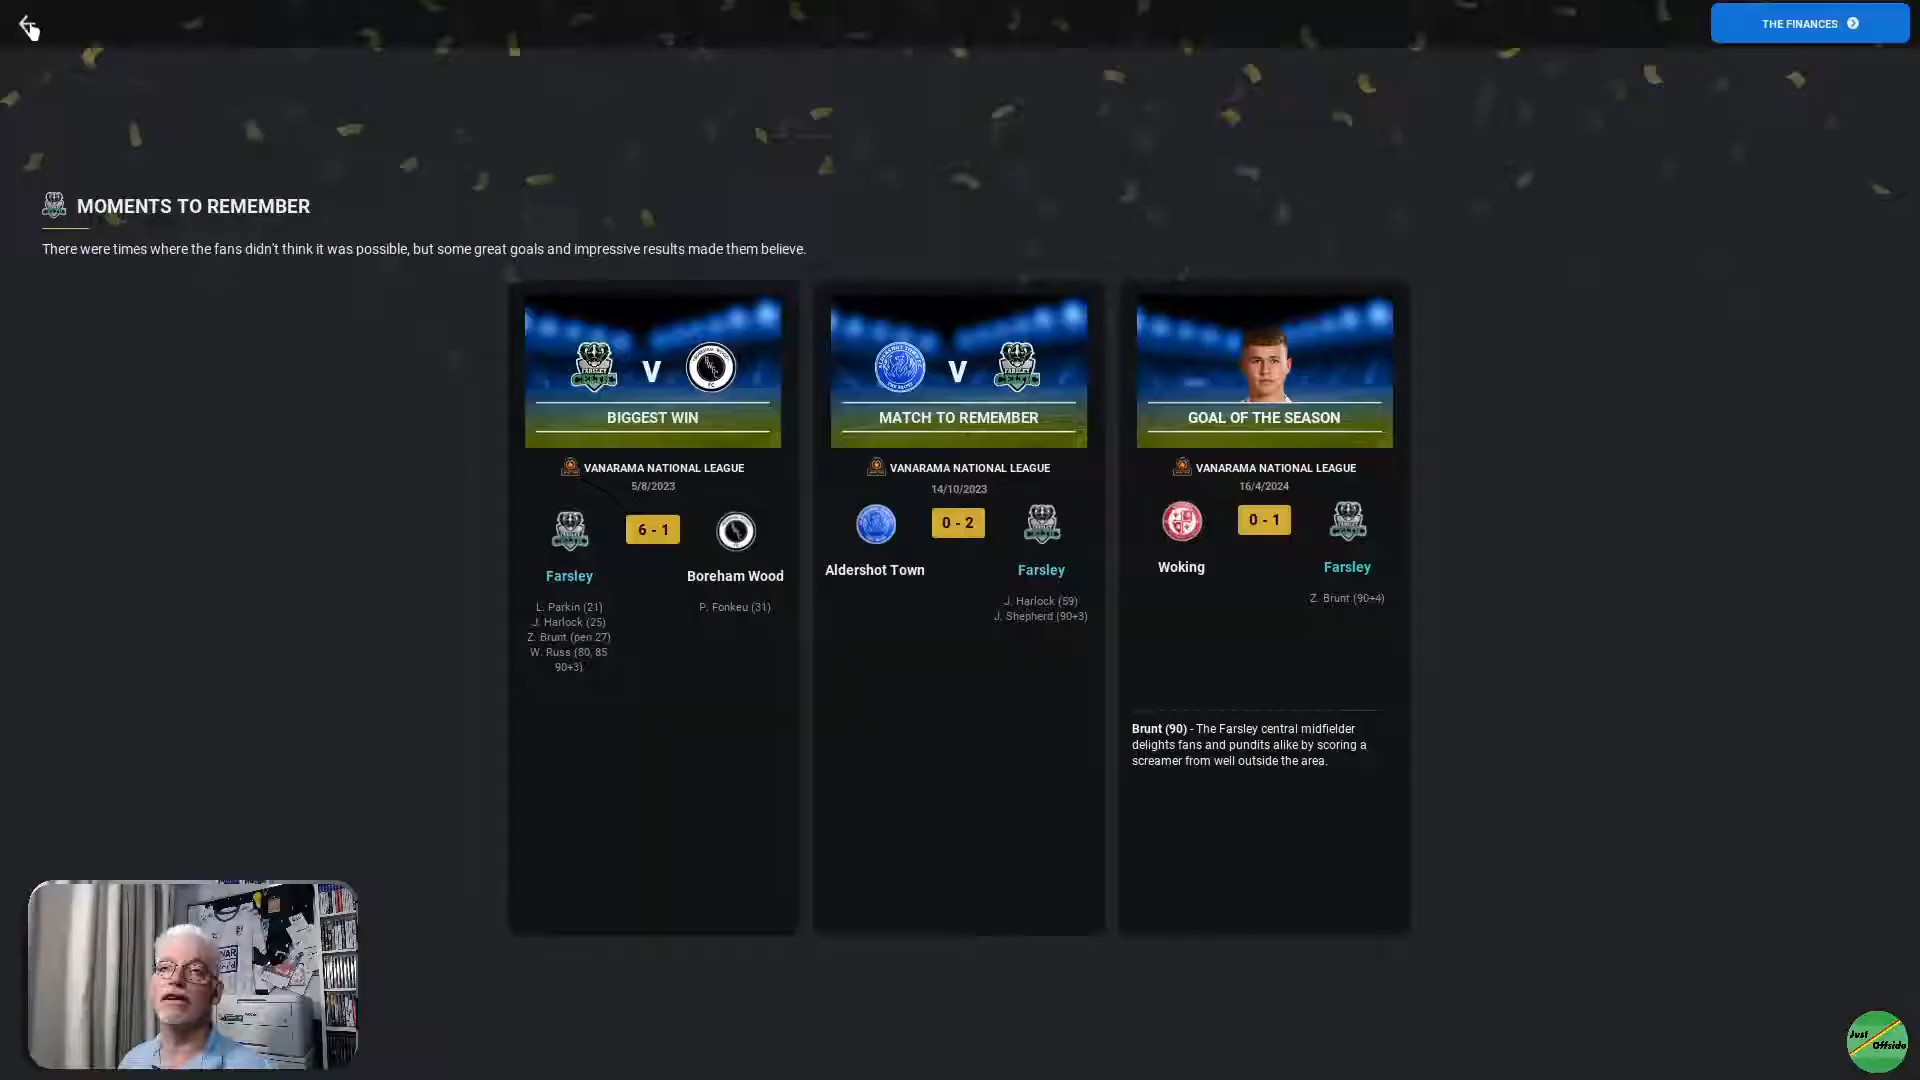 THE FINANCES
MOMENTS TO REMEMBER
There were times where the fans didn't think it was possible, but some great goals and impressive results made them believe.
V
BIGGEST WIN
VANARAMA NATIONAL LEAGUE
5/8/2023
6 - 1
Farsley
Boreham Wood
L. Parkin (21)
J. Harlock (25)
Z. Brunt (pen 27)
W. Russ (80, 85
90+3)
P. Fonkeu (31)
V
MATCH TO REMEMBER
VANARAMA NATIONAL LEAGUE
14/10/2023
0 - 2
Aldershot Town
Farsley
J. Harlock (59)
J. Shepherd (90+3)
GOAL OF THE SEASON
VANARAMA NATIONAL LEAGUE
16/4/2024
0 - 1
Woking
Farsley
Z. Brunt (90+4)
Brunt (90) - The Farsley central midfielder
delights fans and pundits alike by scoring a
screamer from well outside the area.
Just
Offside